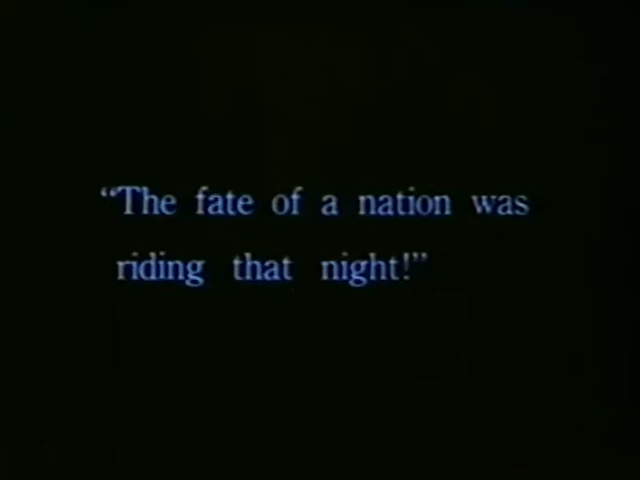 “The fate of a nation was
riding that night!”